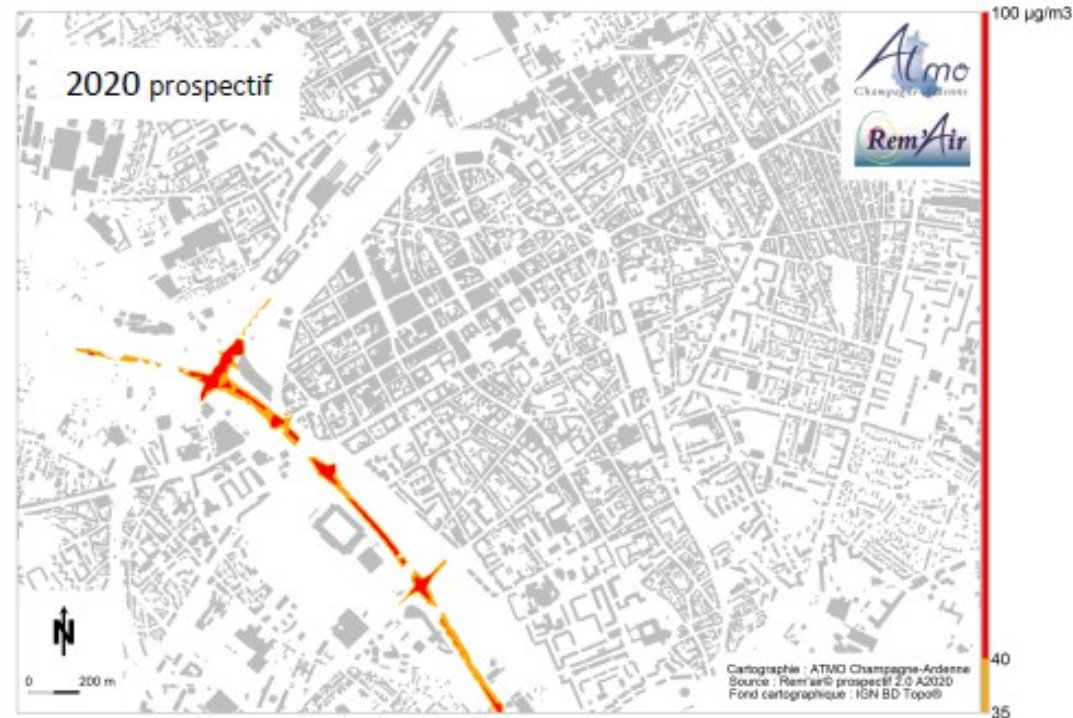 100 µg/m3
2020 prospectif
Atmo
Champagne-Ardenne
Rem'Air
N
0 200 m
Cartographie : ATMO Champagne-Ardenne
Source : Rem'air© prospectif 2.0 A2020
Fond cartographique : IGN BD Topo®
40
35